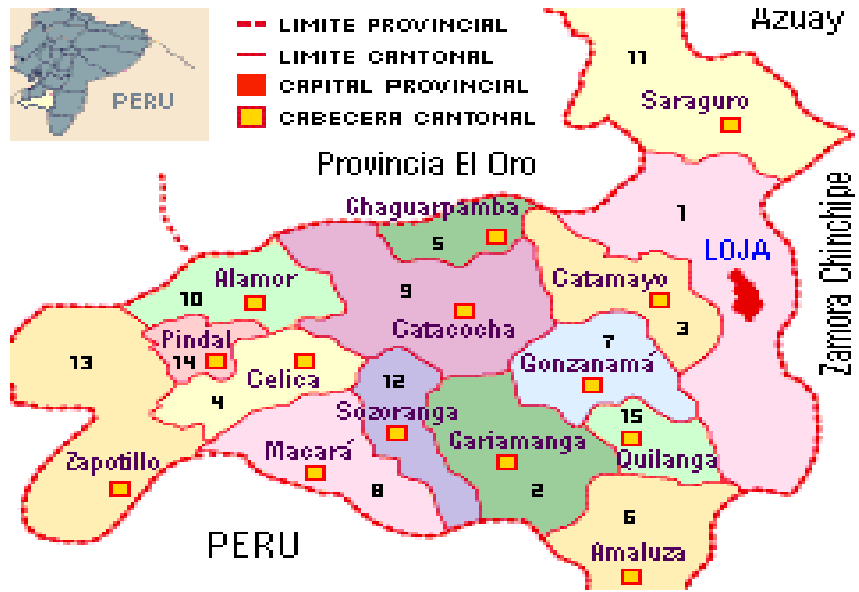 LIMITE PROVINCIAL
LIMITE CANTONAL
CAPITAL PROVINCIAL
CABECERA CANTONAL
PERU
Azuay
11
Saraguro
Provincia El Oro
Zamora Chinchipe
Chaguarpamba
5
1
LOJA
Alamor
10
9
Catacocha
Catamayo
3
13
Pindal
14
Celica
4
12
Sozoranga
7
Gonzanamá
15
Quilanga
Zapotillo
Macará
8
Cariamanga
2
6
Amaluza
PERU